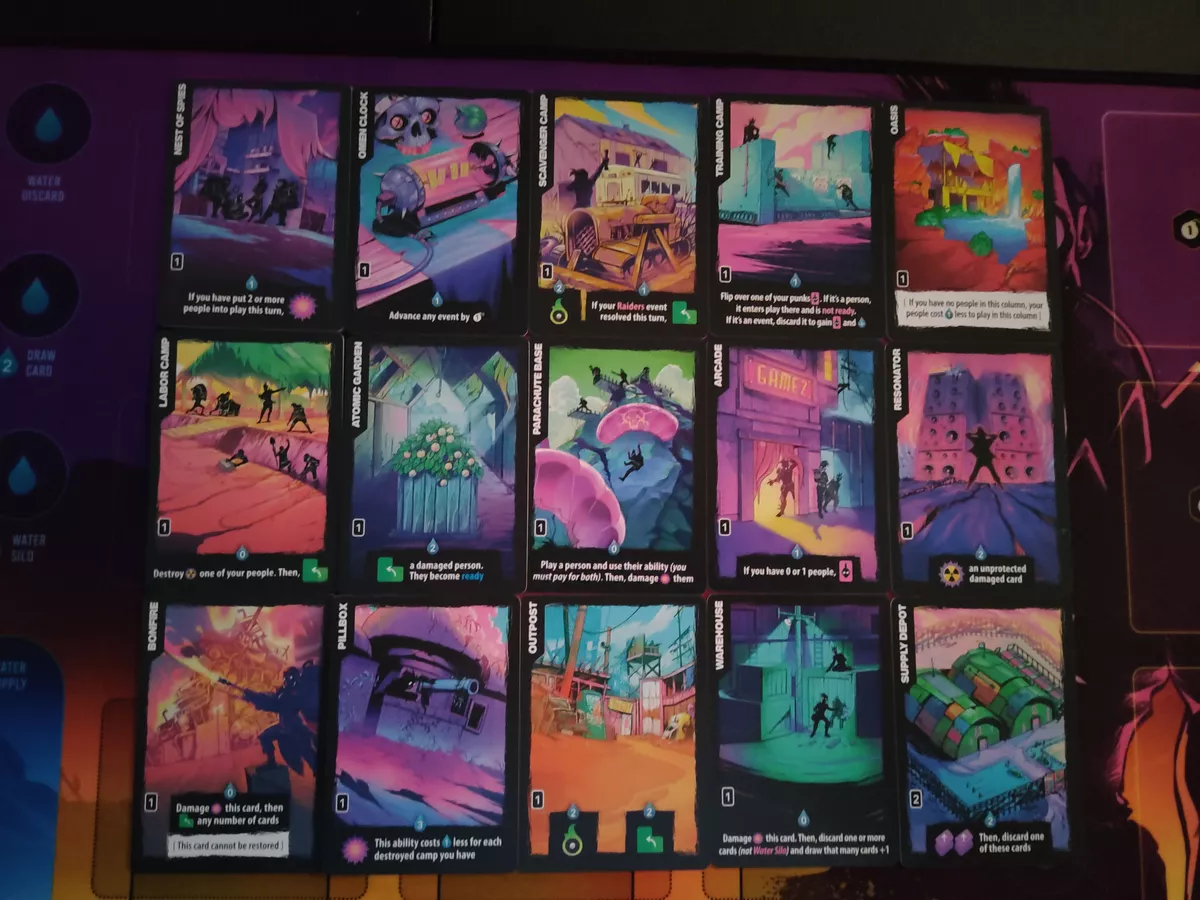 WATER
DISCARD
2
DRAW
CARD
WATER
SILO
WATER
SUPPLY
NEST OF SPIES
1
1
If you have put 2 or more
people into play this turn,
OMEN CLOCK
1
1
Advance any event by 1
SCAVENGER CAMP
1
2
1
If your Raiders event
resolved this turn,
TRAINING CAMP
1
1
Flip over one of your punks. If it's a person,
it enters play there and is not ready.
If it's an event, discard it to gain and
OASIS
1
[ If you have no people in this column, your
people cost 1 less to play in this column ]
1
LABOR CAMP
1
0
Destroy one of your people. Then,
ATOMIC GARDEN
1
2
a damaged person.
They become ready
PARACHUTE BASE
1
0
Play a person and use their ability (you
must pay for both). Then, damage them
ARCADE
GAMEZ
1
1
If you have 0 or 1 people,
RESONATOR
1
2
an unprotected
damaged card
BONFIRE
1
0
Damage this card, then
any number of cards
[ This card cannot be restored ]
PILLBOX
1
3
This ability costs 1 less for each
destroyed camp you have
OUTPOST
1
2
2
WAREHOUSE
1
0
Damage this card. Then, discard one or more
cards (not Water Silo) and draw that many cards +1
SUPPLY DEPOT
2
2
Then, discard one
of these cards